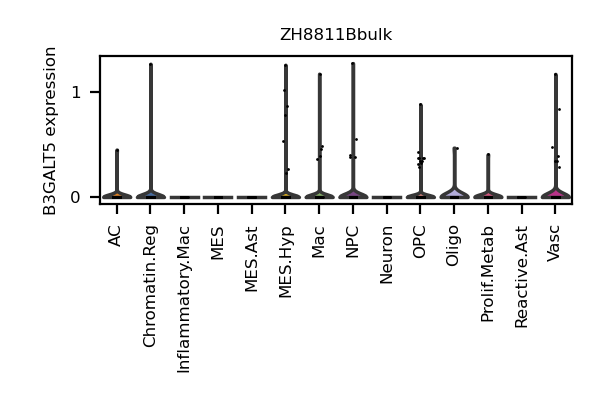 ZH8811Bbulk
B3GALT5 expression
1
0
AC
Chromatin.Reg
Inflammatory.Mac
MES
MES.Ast
MES.Hyp
Mac
NPC
Neuron
OPC
Oligo
Prolif.Metab
Reactive.Ast
Vasc